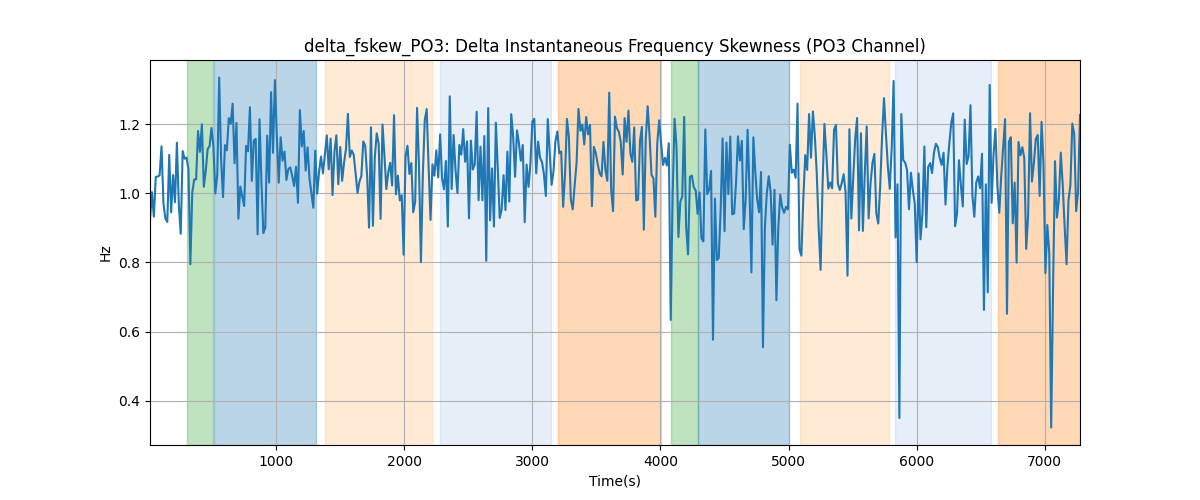 delta_fskew_PO3: Delta Instantaneous Frequency Skewness (PO3 Channel)
Hz
1.2
1.0
0.8
0.6
0.4
1000 2000 3000 4000 5000 6000 7000
Time(s)